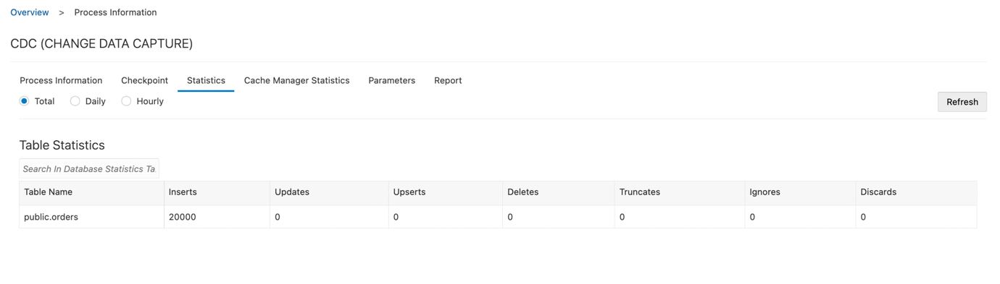 Overview > Process Information
CDC (CHANGE DATA CAPTURE)
Process Information Checkpoint Statistics Cache Manager Statistics Parameters Report
Total Daily Hourly
Refresh
Table Statistics
Search In Database Statistics Ta
Table Name Inserts Updates Upserts Deletes Truncates Ignores Discards
public.orders 20000 0 0 0 0 0 0